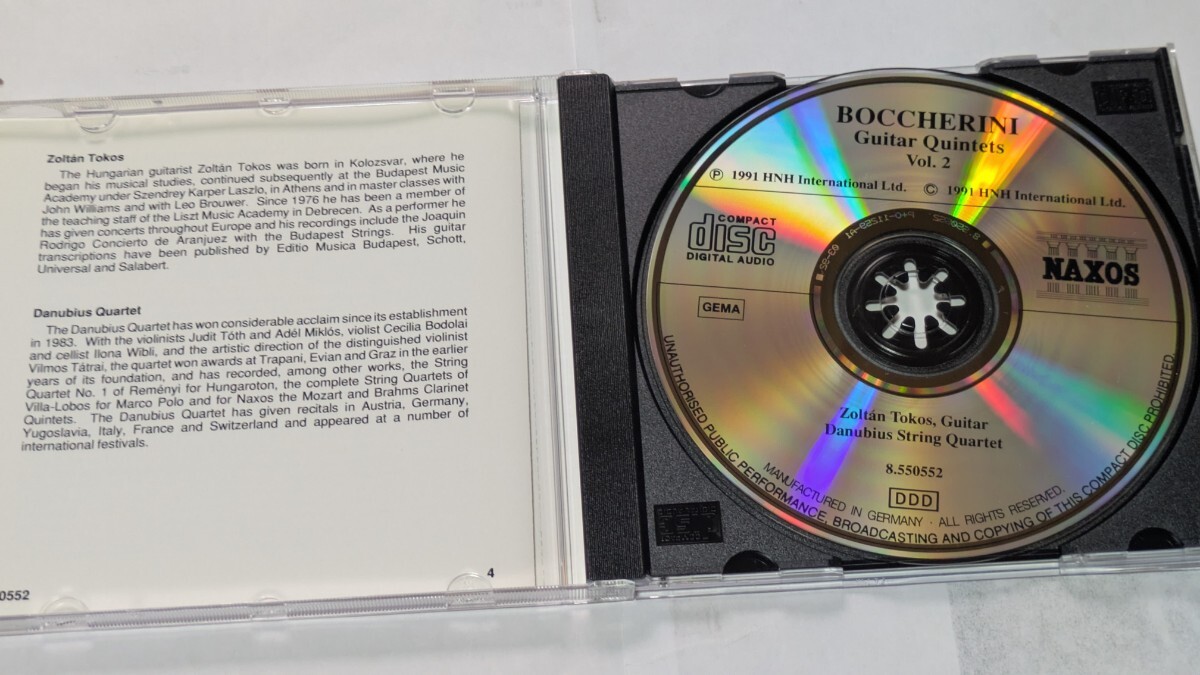 Zoltán Tokos
The Hungarian guitarist Zoltán Tokos was born in Kolozsvar, where he
began his musical studies, continued subsequently at the Budapest Music
Academy under Szendrey Karper Laszlo, in Athens and in master classes with
John Williams and with Leo Brouwer. Since 1976 he has been a member of
the teaching staff of the Liszt Music Academy in Debrecen. As a performer he
has given concerts throughout Europe and his recordings include the Joaquin
Rodrigo Concierto de Aranjuez with the Budapest Strings. His guitar
transcriptions have been published by Editio Musica Budapest, Schott,
Universal and Salabert.
Danubius Quartet
The Danubius Quartet has won considerable acclaim since its establishment
in 1983. With the violinists Judit Tóth and Adél Miklós, violist Cecilia Bodolai
and cellist Ilona Wibli, and the artistic direction of the distinguished violinist
Vilmos Tátrai, the quartet won awards at Trapani, Evian and Graz in the earlier
years of its foundation, and has recorded, among other works, the String
Quartet No. 1 of Reményi for Hungaroton, the complete String Quartets of
Villa-Lobos for Marco Polo and for Naxos the Mozart and Brahms Clarinet
Quintets. The Danubius Quartet has given recitals in Austria, Germany,
Yugoslavia, Italy, France and Switzerland and appeared at a number of
international festivals.
0552
4
BOCCHERINI
Guitar Quintets
Vol. 2
℗ 1991 HNH International Ltd. © 1991 HNH International Ltd.
COMPACT
disc
DIGITAL AUDIO
NAXOS
GEMA
Zoltán Tokos, Guitar
Danubius String Quartet
8.550552
DDD
MANUFACTURED IN GERMANY · ALL RIGHTS RESERVED.
UNAUTHORISED PUBLIC PERFORMANCE, BROADCASTING AND COPYING OF THIS COMPACT DISC PROHIBITED.